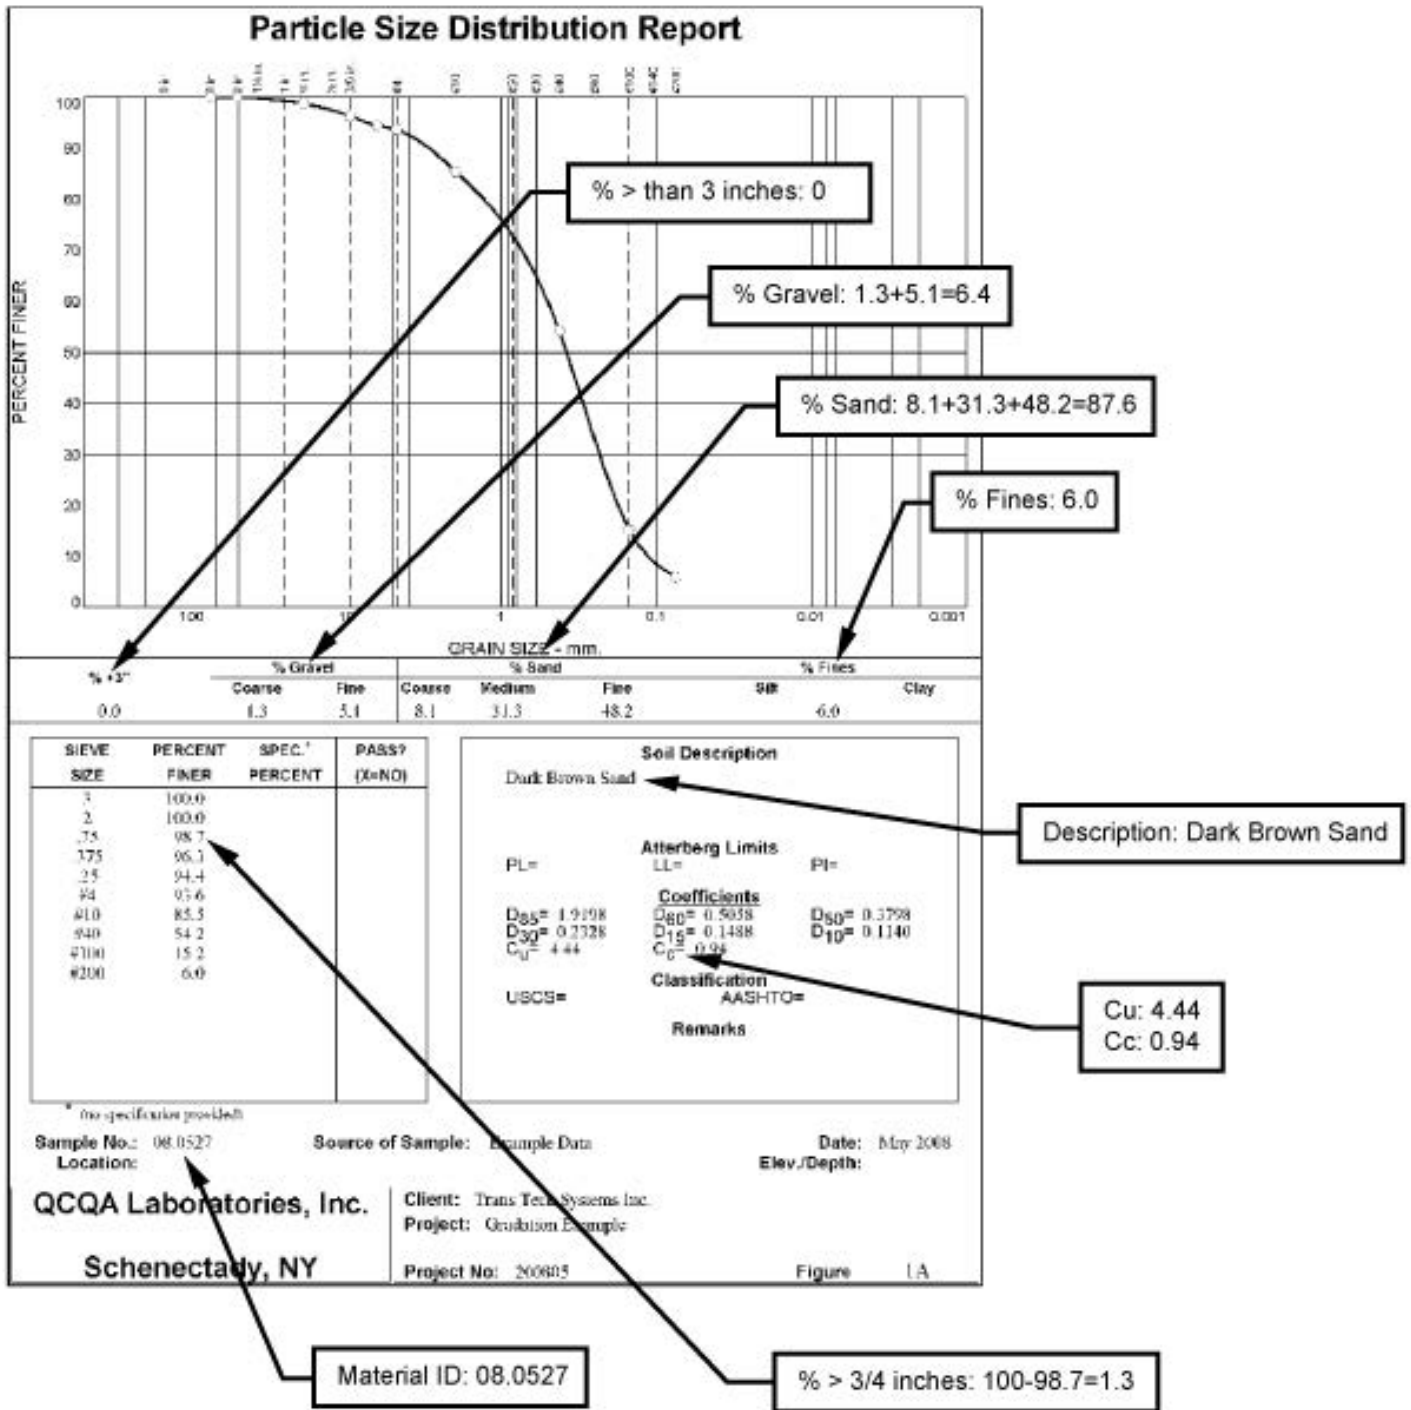 Particle Size Distribution Report
100
90
80
70
60
50
40
30
20
10
0
PERCENT FINER
100
1
0.1
0.01
0.001
GRAIN SIZE - mm.
% > than 3 inches: 0
% Gravel: 1.3+5.1=6.4
% Sand: 8.1+31.3+48.2=87.6
% Fines: 6.0
% +3" % Gravel % Sand % Fines
Coarse Fine Coarse Medium Fine Silt Clay
0.0 1.3 5.1 8.1 31.3 48.2 6.0
SIEVE PERCENT SPEC.* PASS?
SIZE FINER PERCENT (X=NO)
3 100.0
2 100.0
.75 98.7
.375 96.3
.25 94.4
#4 93.6
#10 85.5
#40 54.2
#100 15.2
#200 6.0
* (no specification provided)
Soil Description
Dark Brown Sand
Atterberg Limits
PL= LL= PI=
Coefficients
D85= 1.9198 D60= 0.5058 D50= 0.3798
D30= 0.2328 D15= 0.1488 D10= 0.1140
Cu= 4.44 Cc= 0.94
Classification
USCS= AASHTO=
Remarks
Description: Dark Brown Sand
Cu: 4.44
Cc: 0.94
Sample No.: 08.0527 Source of Sample: Example Data Date: May 2008
Location: Elev./Depth:
QCQA Laboratories, Inc.
Schenectady, NY
Client: Trans Tech Systems Inc.
Project: Gradation Example
Project No: 200805 Figure 1A
Material ID: 08.0527
% > 3/4 inches: 100-98.7=1.3